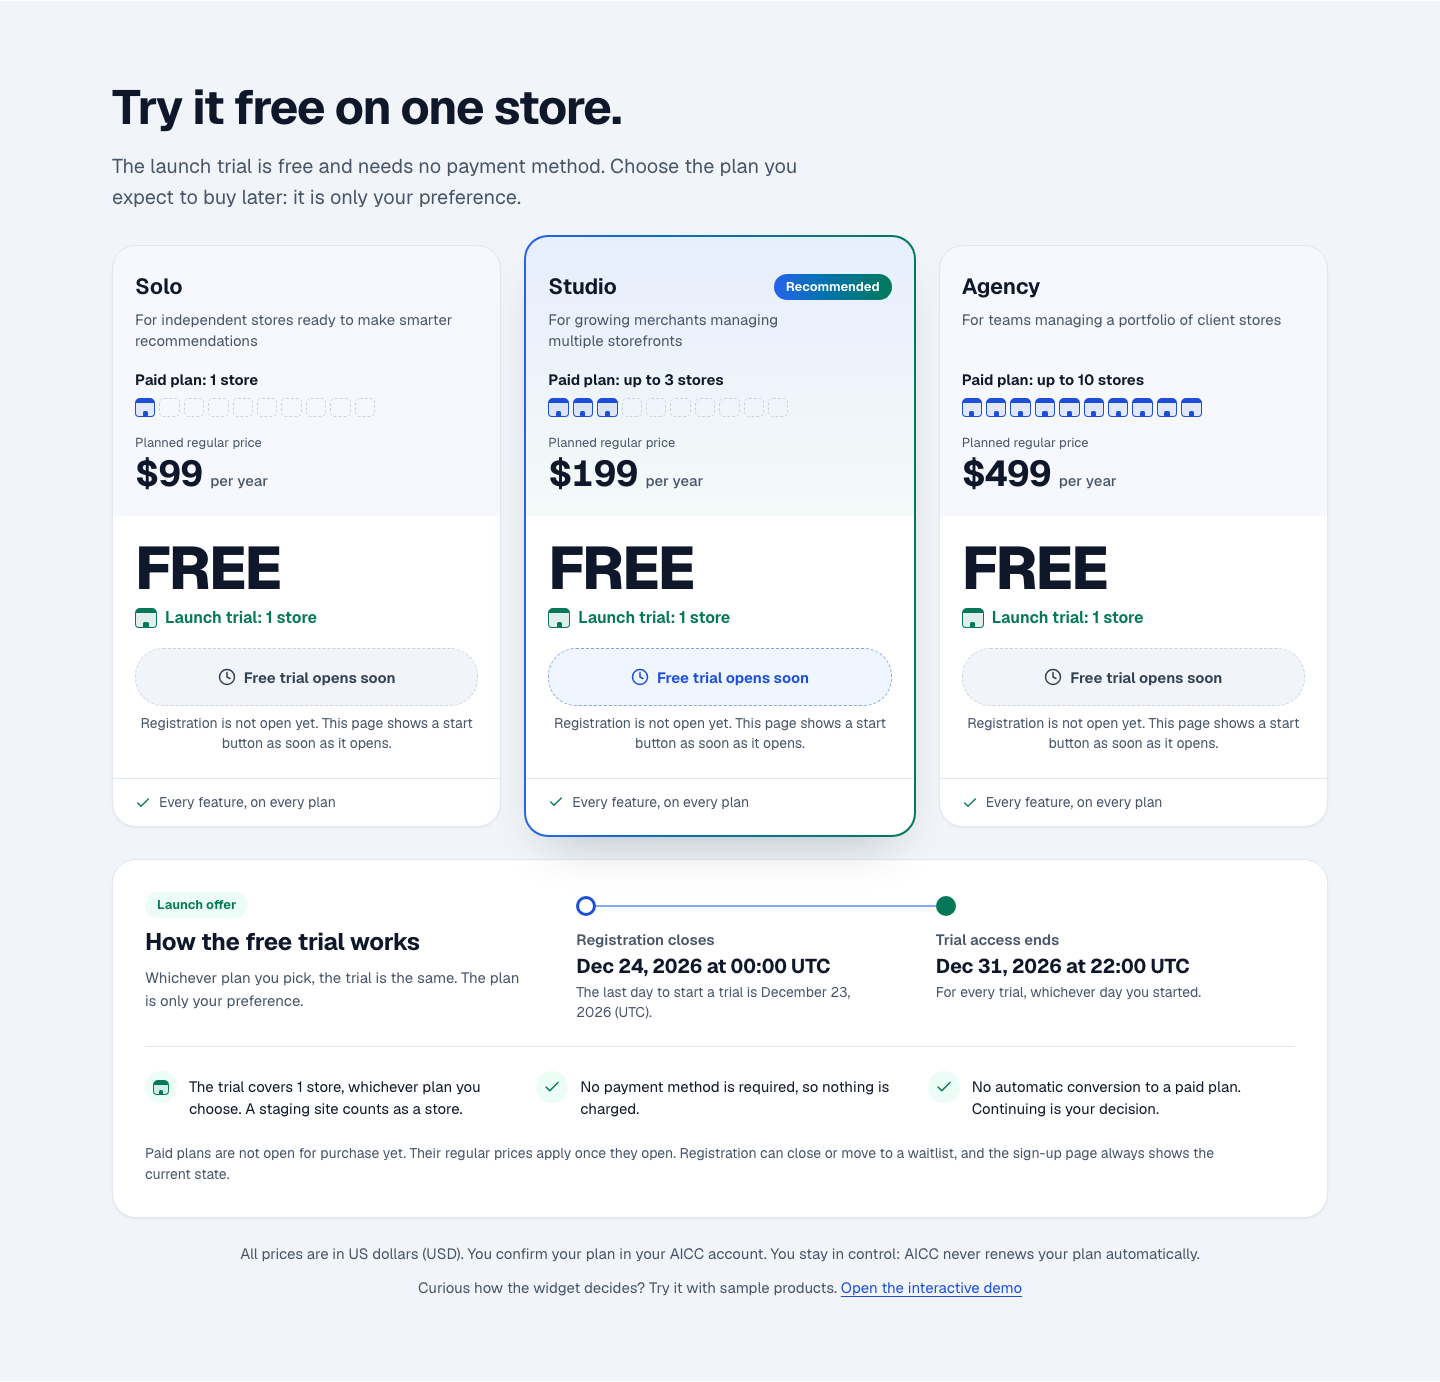 Try it free on one store.
The launch trial is free and needs no payment method. Choose the plan you
expect to buy later: it is only your preference.
Solo
For independent stores ready to make smarter
recommendations
Paid plan: 1 store
Planned regular price
$99 per year
FREE
Launch trial: 1 store
Free trial opens soon
Registration is not open yet. This page shows a start
button as soon as it opens.
Every feature, on every plan
Studio
Recommended
For growing merchants managing
multiple storefronts
Paid plan: up to 3 stores
Planned regular price
$199 per year
FREE
Launch trial: 1 store
Free trial opens soon
Registration is not open yet. This page shows a start
button as soon as it opens.
Every feature, on every plan
Agency
For teams managing a portfolio of client stores
Paid plan: up to 10 stores
Planned regular price
$499 per year
FREE
Launch trial: 1 store
Free trial opens soon
Registration is not open yet. This page shows a start
button as soon as it opens.
Every feature, on every plan
Launch offer
How the free trial works
Whichever plan you pick, the trial is the same. The plan
is only your preference.
Registration closes
Dec 24, 2026 at 00:00 UTC
The last day to start a trial is December 23,
2026 (UTC).
Trial access ends
Dec 31, 2026 at 22:00 UTC
For every trial, whichever day you started.
The trial covers 1 store, whichever plan you
choose. A staging site counts as a store.
No payment method is required, so nothing is
charged.
No automatic conversion to a paid plan.
Continuing is your decision.
Paid plans are not open for purchase yet. Their regular prices apply once they open. Registration can close or move to a waitlist, and the sign-up page always shows the
current state.
All prices are in US dollars (USD). You confirm your plan in your AICC account. You stay in control: AICC never renews your plan automatically.
Curious how the widget decides? Try it with sample products. Open the interactive demo